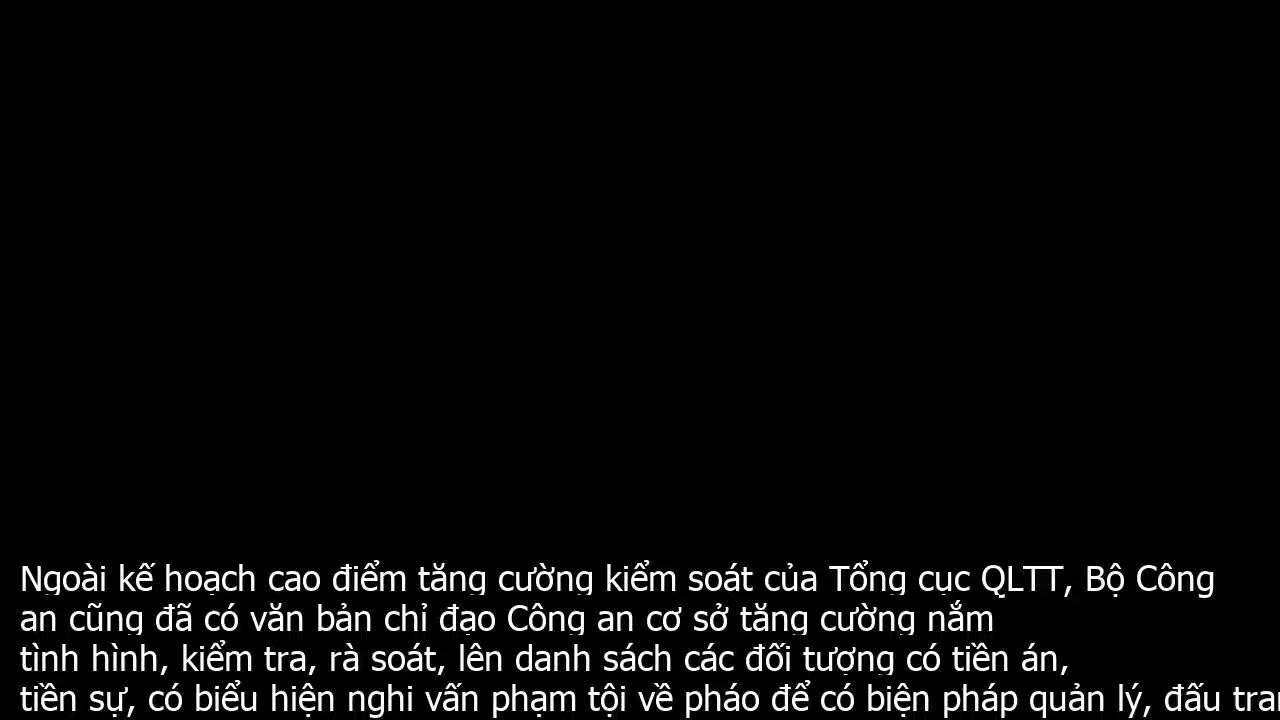 Ngoài kế hoạch cao điểm tăng cường kiểm soát của Tổng cục QLTT, Bộ Công
an cũng đã có văn bản chỉ đạo Công an cơ sở tăng cường nắm
tình hình, kiểm tra, rà soát, lên danh sách các đối tượng có tiền án,
tiền sự, có biểu hiện nghi vấn phạm tội về pháo để có biện pháp quản lý, đấu